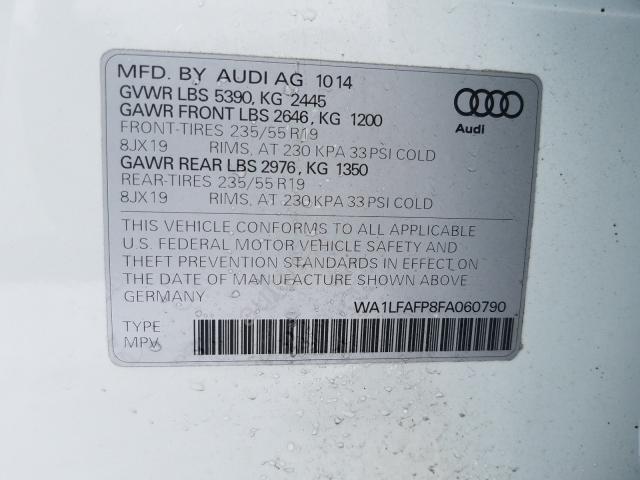 MFD. BY AUDI AG 10 14
GVWR LBS 5390, KG 2445
GAWR FRONT LBS 2646, KG 1200
FRONT-TIRES 235/55 R19
8JX19 RIMS, AT 230 KPA 33 PSI COLD
GAWR REAR LBS 2976, KG 1350
REAR-TIRES 235/55 R19
8JX19 RIMS, AT 230 KPA 33 PSI COLD
Audi
THIS VEHICLE CONFORMS TO ALL APPLICABLE
U.S. FEDERAL MOTOR VEHICLE SAFETY AND
THEFT PREVENTION STANDARDS IN EFFECT ON
THE DATE OF MANUFACTURE SHOWN ABOVE
GERMANY
WA1LFAFP8FA060790
TYPE
MPV